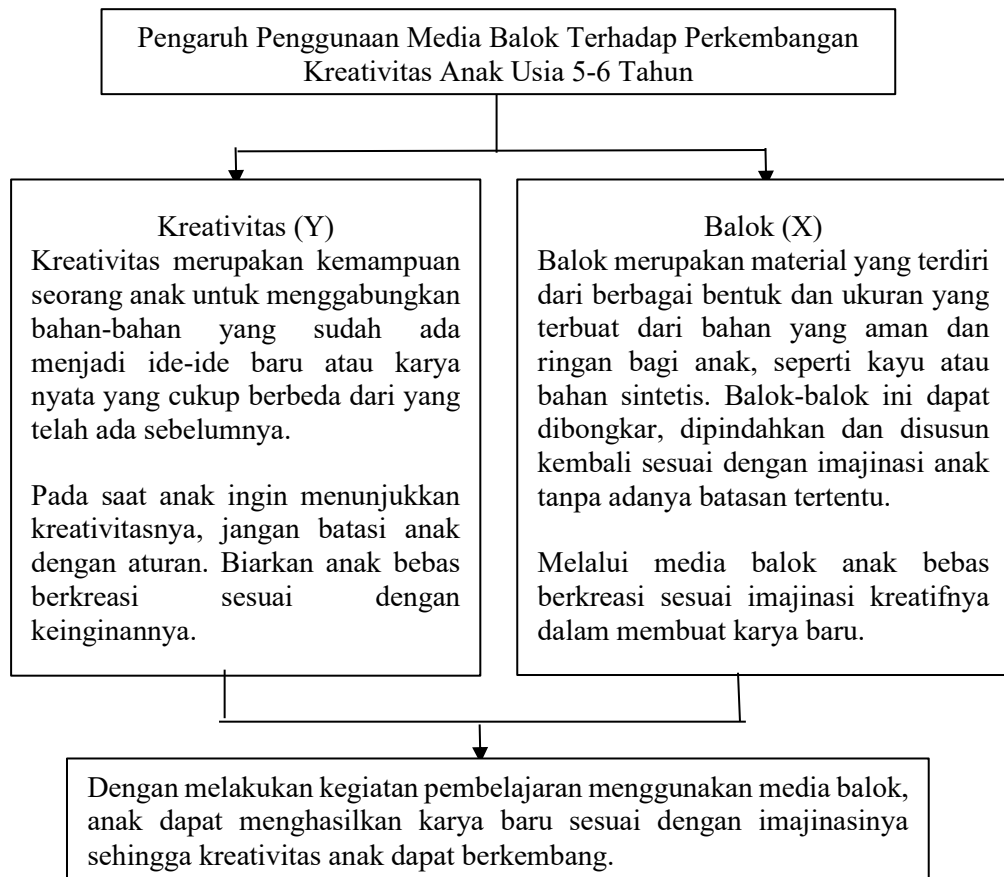 Pengaruh Penggunaan Media Balok Terhadap Perkembangan
Kreativitas Anak Usia 5-6 Tahun
Kreativitas (Y)
Kreativitas merupakan kemampuan
seorang anak untuk menggabungkan
bahan-bahan yang sudah ada
menjadi ide-ide baru atau karya
nyata yang cukup berbeda dari yang
telah ada sebelumnya.
Pada saat anak ingin menunjukkan
kreativitasnya, jangan batasi anak
dengan aturan. Biarkan anak bebas
berkreasi sesuai dengan
keinginannya.
Balok (X)
Balok merupakan material yang terdiri
dari berbagai bentuk dan ukuran yang
terbuat dari bahan yang aman dan
ringan bagi anak, seperti kayu atau
bahan sintetis. Balok-balok ini dapat
dibongkar, dipindahkan dan disusun
kembali sesuai dengan imajinasi anak
tanpa adanya batasan tertentu.
Melalui media balok anak bebas
berkreasi sesuai imajinasi kreatifnya
dalam membuat karya baru.
Dengan melakukan kegiatan pembelajaran menggunakan media balok,
anak dapat menghasilkan karya baru sesuai dengan imajinasinya
sehingga kreativitas anak dapat berkembang.